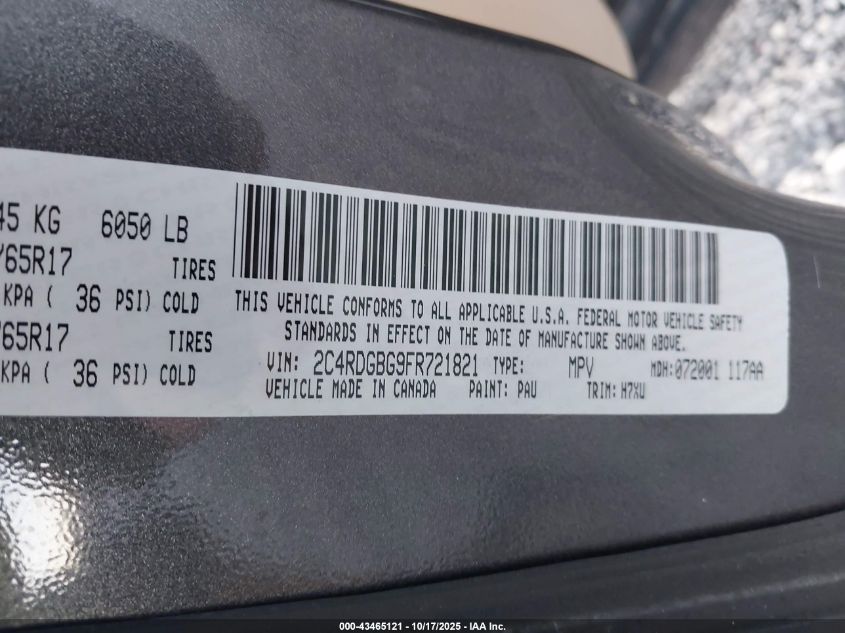 45 KG 6050 LB
/65R17 TIRES
KPA ( 36 PSI) COLD
/65R17 TIRES
KPA ( 36 PSI) COLD
THIS VEHICLE CONFORMS TO ALL APPLICABLE U.S.A. FEDERAL MOTOR VEHICLE SAFETY
STANDARDS IN EFFECT ON THE DATE OF MANUFACTURE SHOWN ABOVE.
VIN: 2C4RDGBG9FR721821 TYPE: MPV MDH:072001 117AA
VEHICLE MADE IN CANADA PAINT: PAU TRIM: H7XU
000-43465121 - 10/17/2025 - IAA Inc.